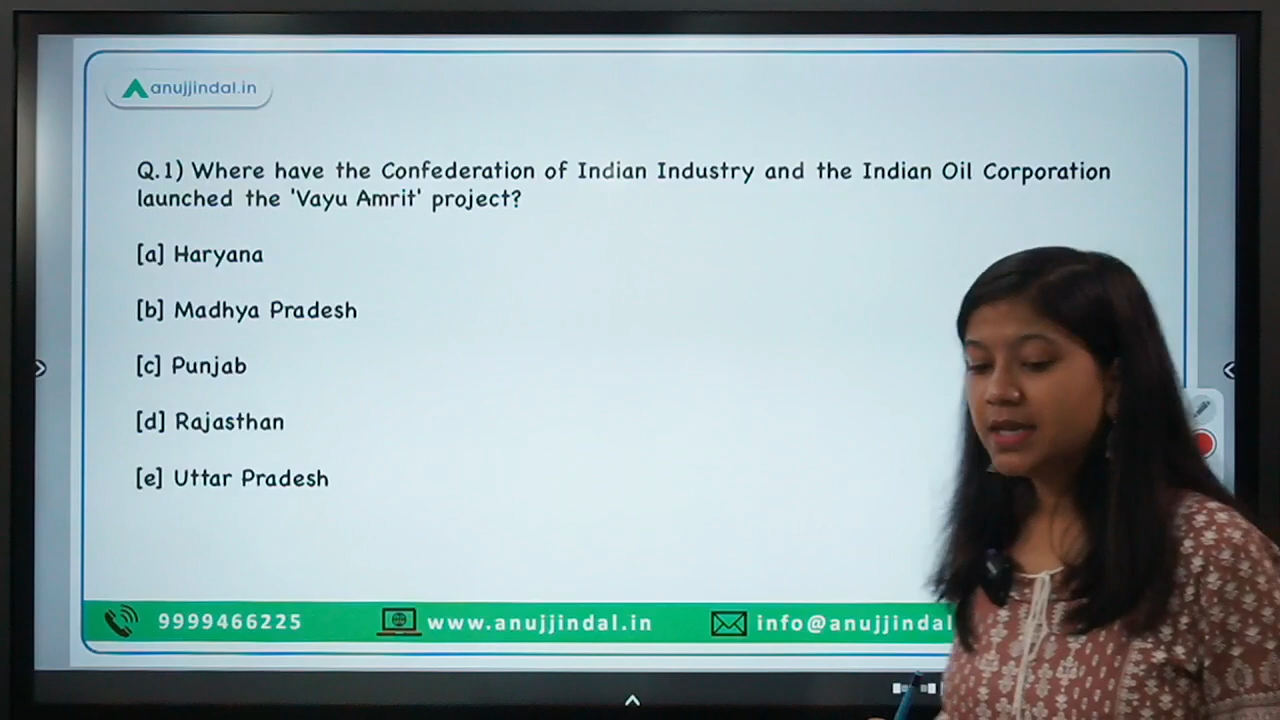 anujjindal.in
Q.1) Where have the Confederation of Indian Industry and the Indian Oil Corporation
launched the 'Vayu Amrit' project?
[a] Haryana
[b] Madhya Pradesh
[c] Punjab
[d] Rajasthan
[e] Uttar Pradesh
9999466225 www.anujjindal.in info@anujjindal